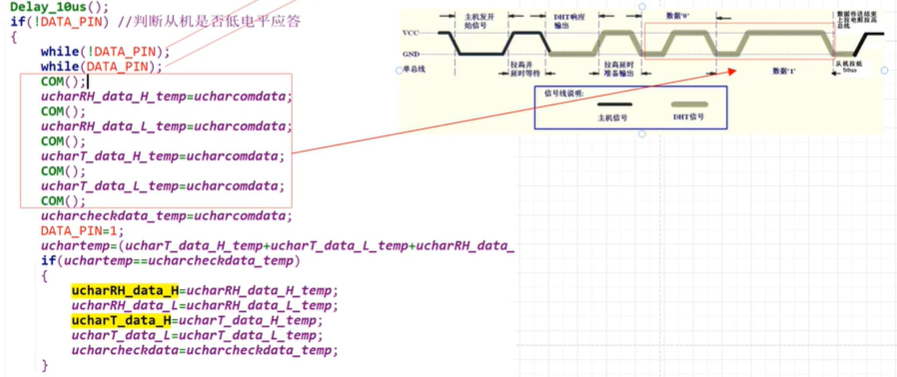 Delay_10us();
if(!DATA_PIN) //判断从机是否低电平应答
{
while(!DATA_PIN);
while(DATA_PIN);
COM();
ucharRH_data_H_temp=ucharcomdata;
COM();
ucharRH_data_L_temp=ucharcomdata;
COM();
ucharT_data_H_temp=ucharcomdata;
COM();
ucharT_data_L_temp=ucharcomdata;
COM();
ucharcheckdata_temp=ucharcomdata;
DATA_PIN=1;
uchartemp=(ucharT_data_H_temp+ucharT_data_L_temp+ucharRH_data_
if(uchartemp==ucharcheckdata_temp)
{
ucharRH_data_H=ucharRH_data_H_temp;
ucharRH_data_L=ucharRH_data_L_temp;
ucharT_data_H=ucharT_data_H_temp;
ucharT_data_L=ucharT_data_L_temp;
ucharcheckdata=ucharcheckdata_temp;
}
主机发开
始信号
DHT响应
输出
数据'0'
数据传送结束
上拉电阻拉高
总线
VCC
GND
单总线
拉高并
延时等待
拉高延时
准备输出
数据'1'
从机拉低
50us
信号线说明:
主机信号
DHT信号